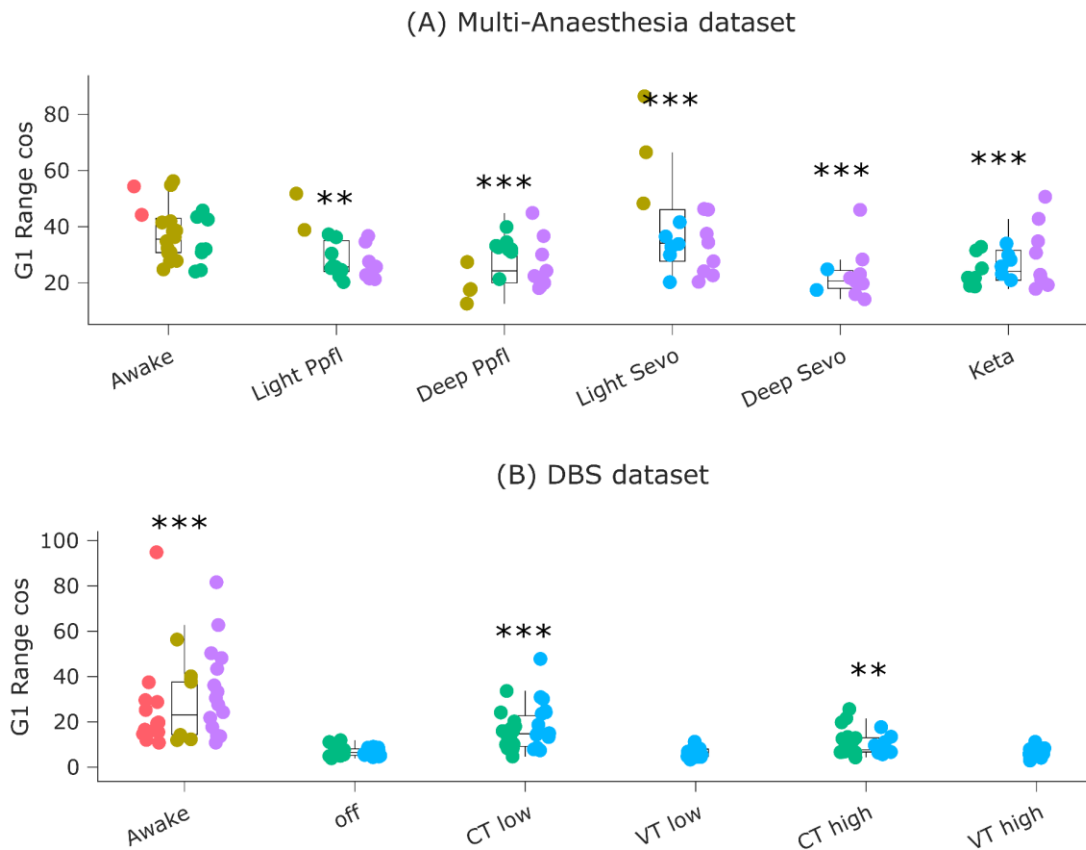 (A) Multi-Anaesthesia dataset
G1 Range cos
80
60
40
20
***
**
***
***
***
Awake
Light Ppfl
Deep Ppfl
Light Sevo
Deep Sevo
Keta
(B) DBS dataset
G1 Range cos
100
80
60
40
20
0
***
***
**
Awake
off
CT low
VT low
CT high
VT high